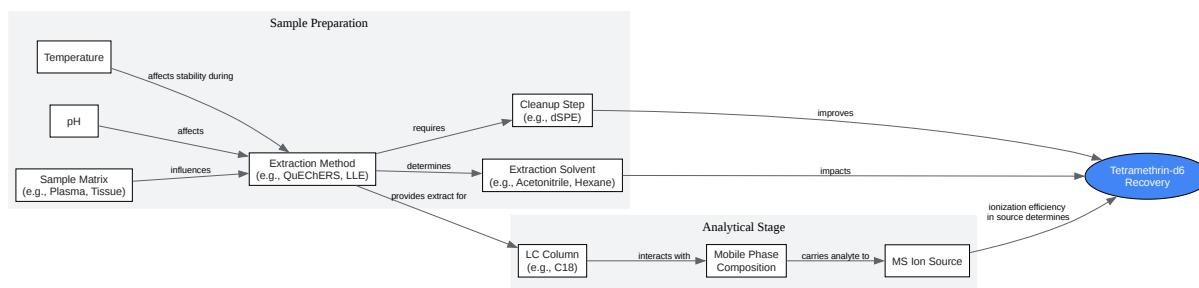 Sample Preparation
Temperature
affects stability during
pH
affects
Sample Matrix
(e.g., Plasma, Tissue)
influences
Extraction Method
(e.g., QuEChERS, LLE)
requires
determines
provides extract for
Cleanup Step
(e.g., dSPE)
Extraction Solvent
(e.g., Acetonitrile, Hexane)
improves
impacts
Tetramethrin-d6
Recovery
ionization efficiency
in source determines
Analytical Stage
LC Column
(e.g., C18)
interacts with
Mobile Phase
Composition
carries analyte to
MS Ion Source